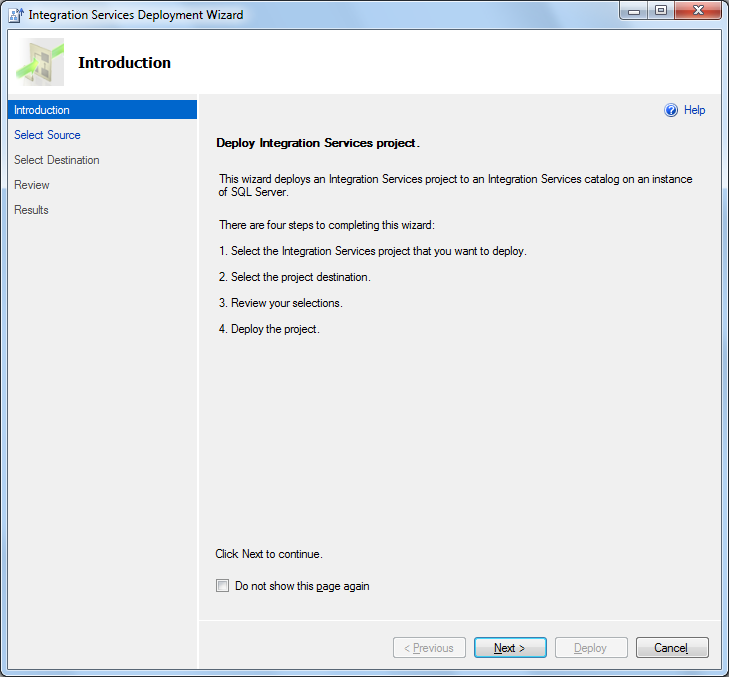 Integration Services Deployment Wizard
Introduction
Introduction
Select Source
Select Destination
Review
Results
Help
Deploy Integration Services project.
This wizard deploys an Integration Services project to an Integration Services catalog on an instance
of SQL Server.
There are four steps to completing this wizard:
1. Select the Integration Services project that you want to deploy.
2. Select the project destination.
3. Review your selections.
4. Deploy the project.
Click Next to continue.
Do not show this page again
< Previous
Next >
Deploy
Cancel